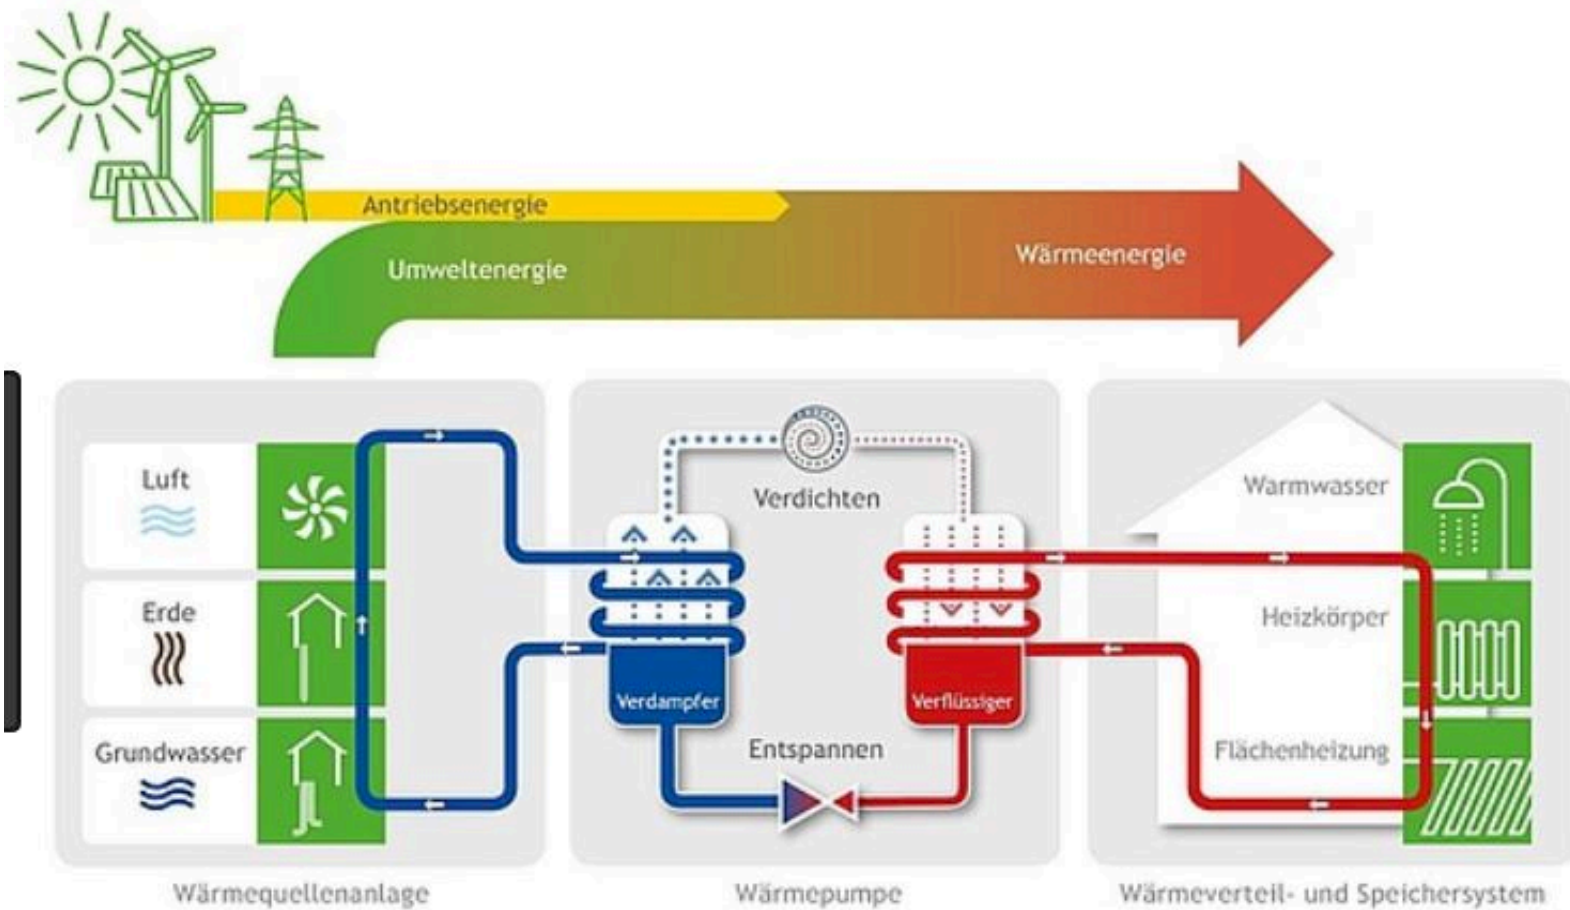 Antriebsenergie
Umweltenergie
Wärmeenergie
Luft
Erde
Grundwasser
Wärmequellenanlage
Verdichten
Verdampfer
Verflüssiger
Entspannen
Wärmepumpe
Warmwasser
Heizkörper
Flächenheizung
Wärmeverteil- und Speichersystem